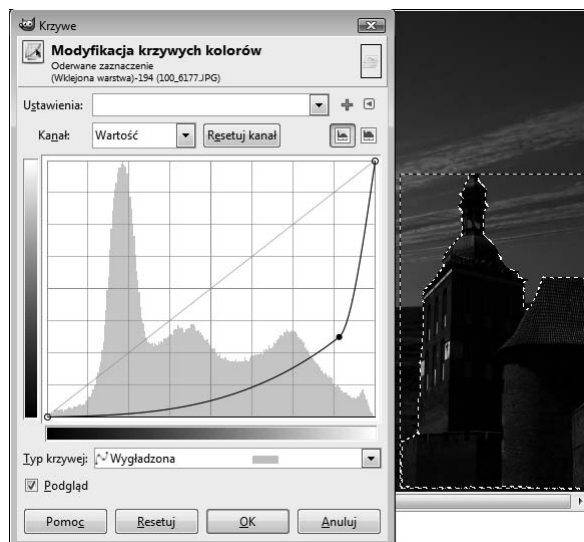 Krzywe
Modyfikacja krzywych kolorów
Oderwane zaznaczenie
(Wklejona warstwa)-194 (100_6177.JPG)
Ustawienia:
Kanał: Wartość Resetuj kanał
Typ krzywej: Wygładzona
Podgląd
Pomoc Resetuj OK Anuluj